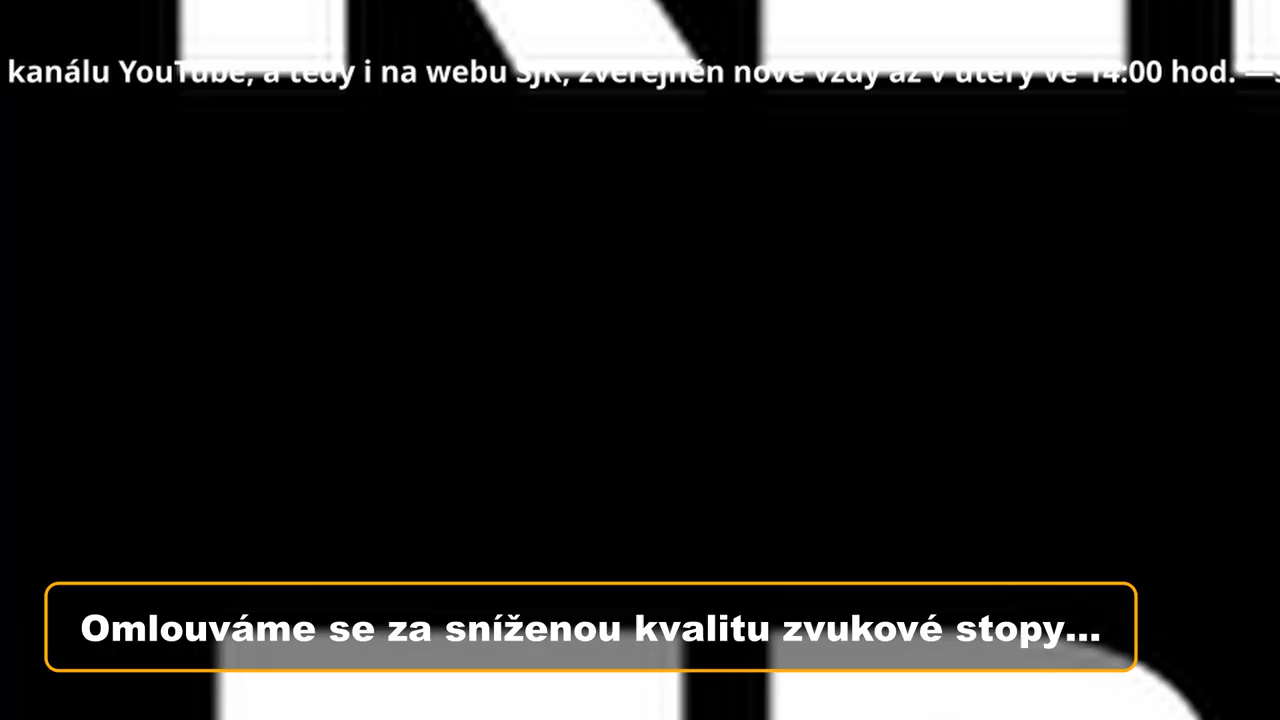 kanálu YouTube, a tedy i na webu SJK, zveřejněn nově vždy až v úterý ve 14:00 hod. —
Omlouváme se za sníženou kvalitu zvukové stopy...